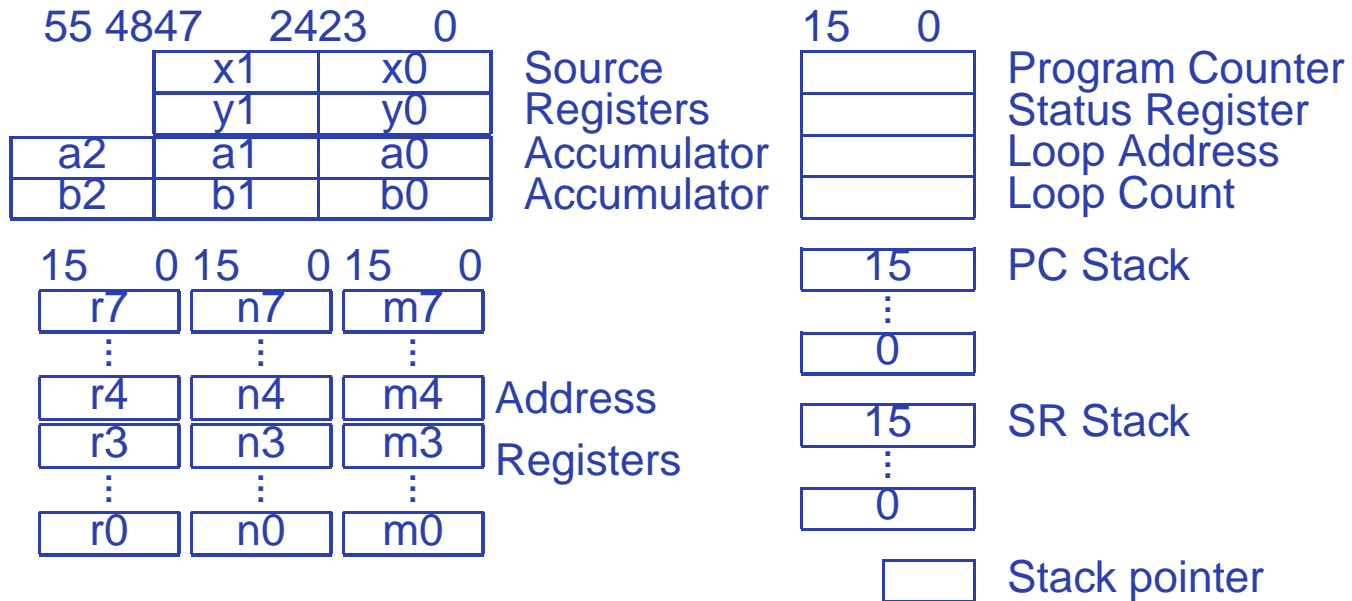 55 4847 2423 0
x1 x0 Source
y1 y0 Registers
a2 a1 a0 Accumulator
b2 b1 b0 Accumulator
15 0 15 0 15 0
r7 n7 m7
⋮ ⋮ ⋮
r4 n4 m4 Address
r3 n3 m3 Registers
⋮ ⋮ ⋮
r0 n0 m0
15 0
Program Counter
Status Register
Loop Address
Loop Count
15 PC Stack
⋮
0
15 SR Stack
⋮
0
Stack pointer